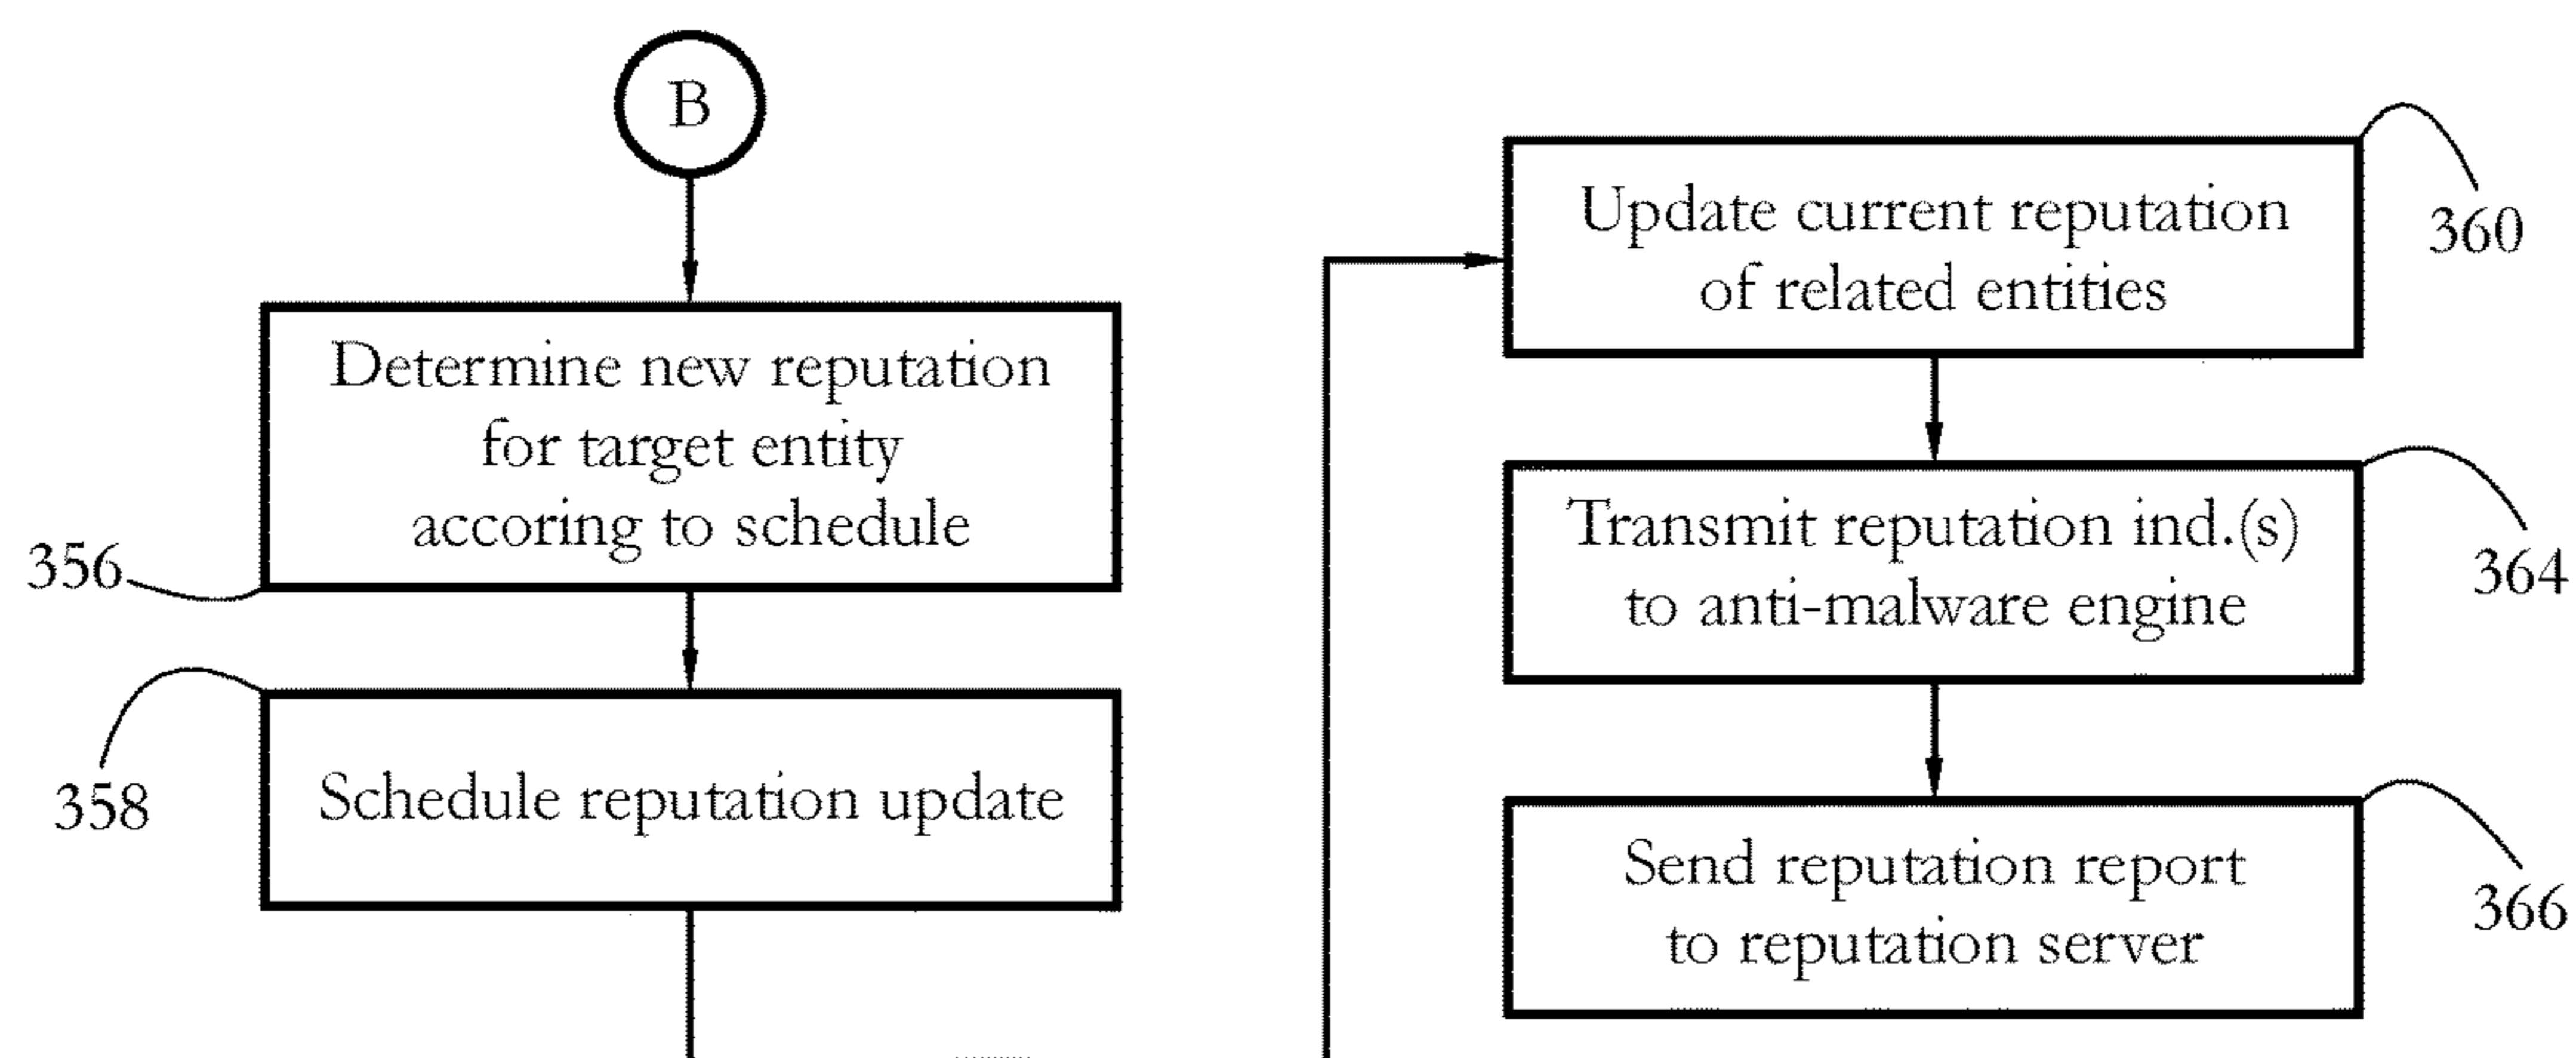 B
Determine new reputation
for target entity
accoring to schedule
356
Schedule reputation update
358
Update current reputation
of related entities
360
Transmit reputation ind.(s)
to anti-malware engine
364
Send reputation report
to reputation server
366